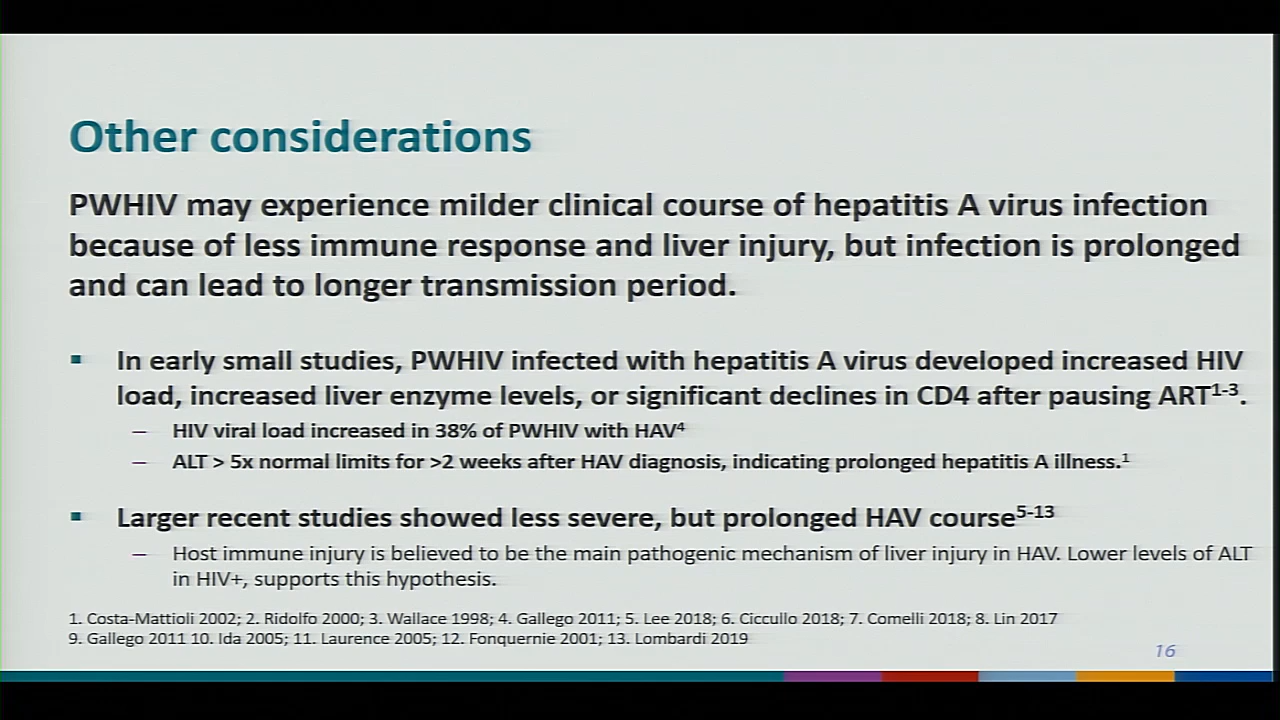 Other considerations
PWHIV may experience milder clinical course of hepatitis A virus infection
because of less immune response and liver injury, but infection is prolonged
and can lead to longer transmission period.
▪ In early small studies, PWHIV infected with hepatitis A virus developed increased HIV
load, increased liver enzyme levels, or significant declines in CD4 after pausing ART¹⁻³.
– HIV viral load increased in 38% of PWHIV with HAV⁴
– ALT > 5x normal limits for >2 weeks after HAV diagnosis, indicating prolonged hepatitis A illness.¹
▪ Larger recent studies showed less severe, but prolonged HAV course⁵⁻¹³
– Host immune injury is believed to be the main pathogenic mechanism of liver injury in HAV. Lower levels of ALT
in HIV+, supports this hypothesis.
1. Costa-Mattioli 2002; 2. Ridolfo 2000; 3. Wallace 1998; 4. Gallego 2011; 5. Lee 2018; 6. Ciccullo 2018; 7. Comelli 2018; 8. Lin 2017
9. Gallego 2011 10. Ida 2005; 11. Laurence 2005; 12. Fonquernie 2001; 13. Lombardi 2019
16